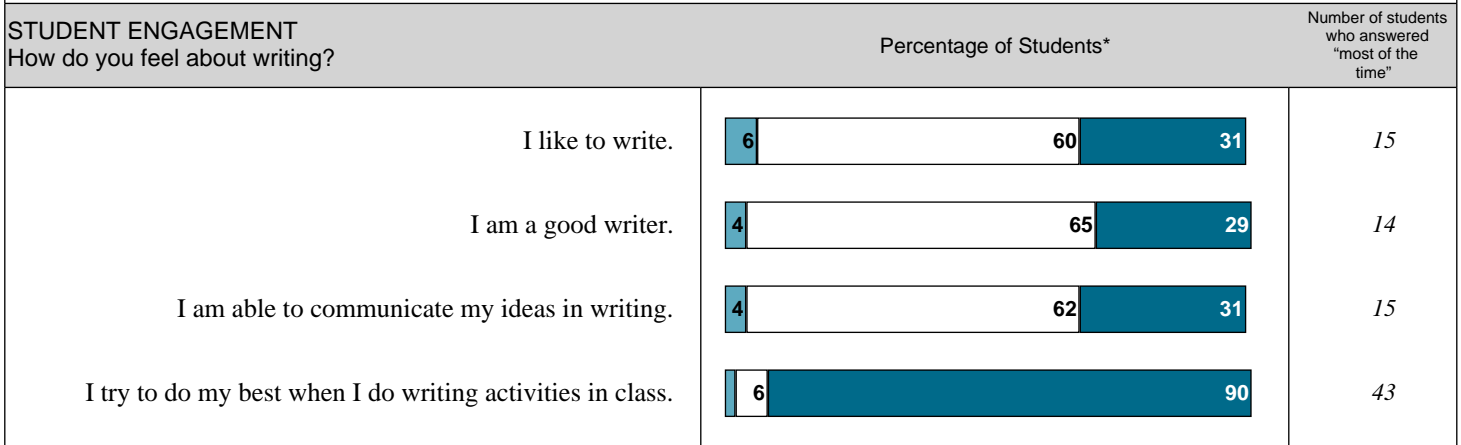 STUDENT ENGAGEMENT
How do you feel about writing?
Percentage of Students*
Number of students
who answered
“most of the
time”
I like to write.
6 60 31
15
I am a good writer.
4 65 29
14
I am able to communicate my ideas in writing.
4 62 31
15
I try to do my best when I do writing activities in class.
6 90
43